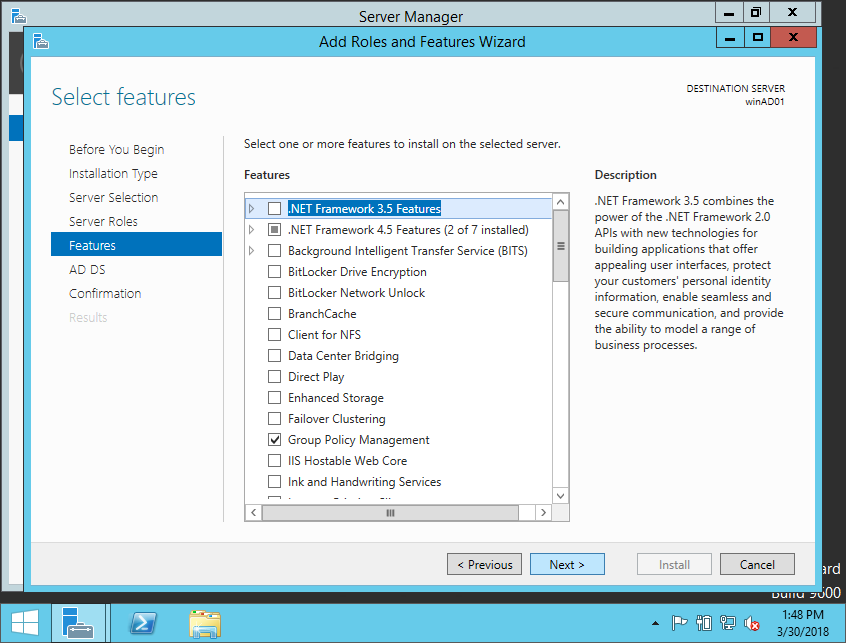 Server Manager
Add Roles and Features Wizard
Select features
DESTINATION SERVER
winAD01
Before You Begin
Installation Type
Server Selection
Server Roles
Features
AD DS
Confirmation
Results
Select one or more features to install on the selected server.
Features
.NET Framework 3.5 Features
.NET Framework 4.5 Features (2 of 7 installed)
Background Intelligent Transfer Service (BITS)
BitLocker Drive Encryption
BitLocker Network Unlock
BranchCache
Client for NFS
Data Center Bridging
Direct Play
Enhanced Storage
Failover Clustering
Group Policy Management
IIS Hostable Web Core
Ink and Handwriting Services
Description
.NET Framework 3.5 combines the
power of the .NET Framework 2.0
APIs with new technologies for
building applications that offer
appealing user interfaces, protect
your customers' personal identity
information, enable seamless and
secure communication, and provide
the ability to model a range of
business processes.
< Previous
Next >
Install
Cancel
ard
Build 9600
1:48 PM
3/30/2018